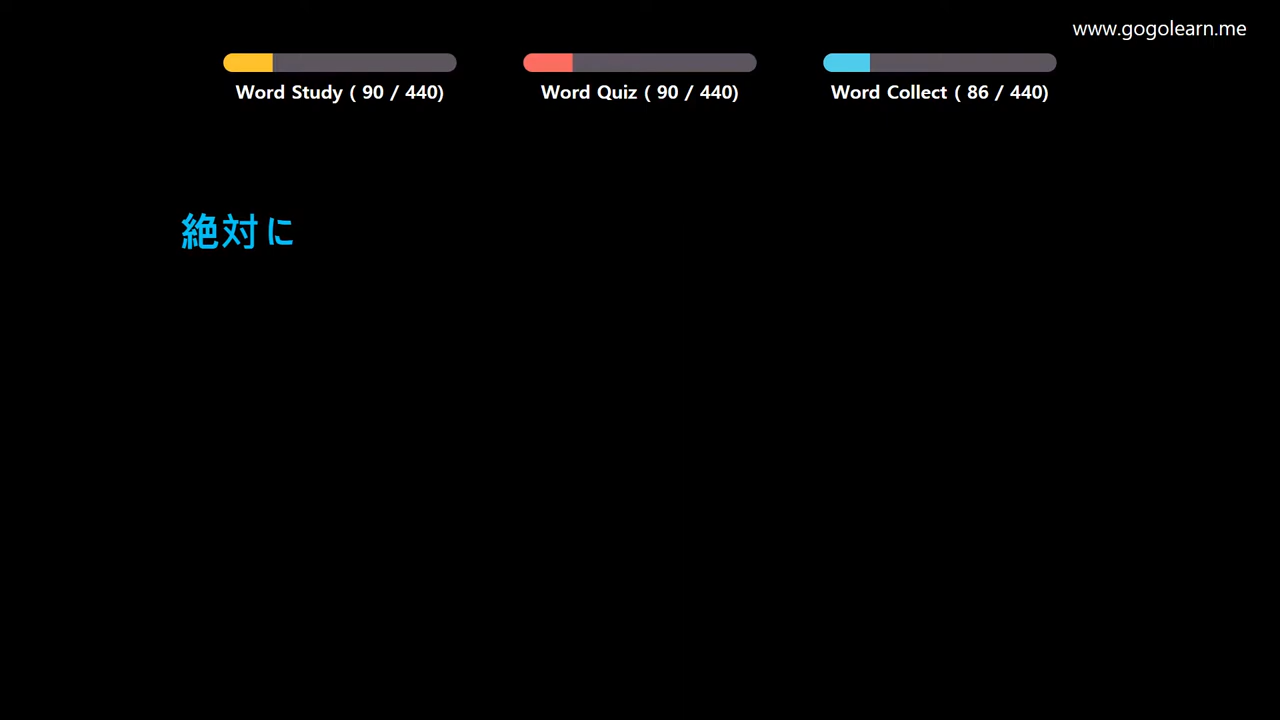 www.gogolearn.me
Word Study ( 90 / 440)
Word Quiz ( 90 / 440)
Word Collect ( 86 / 440)
絶対に